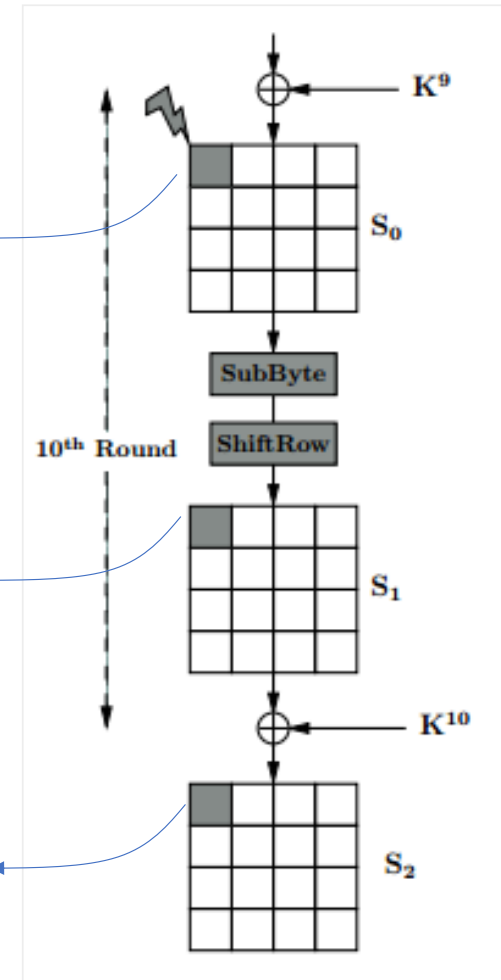 K⁹
S₀
SubByte
10ᵗʰ Round
ShiftRow
S₁
K¹⁰
S₂